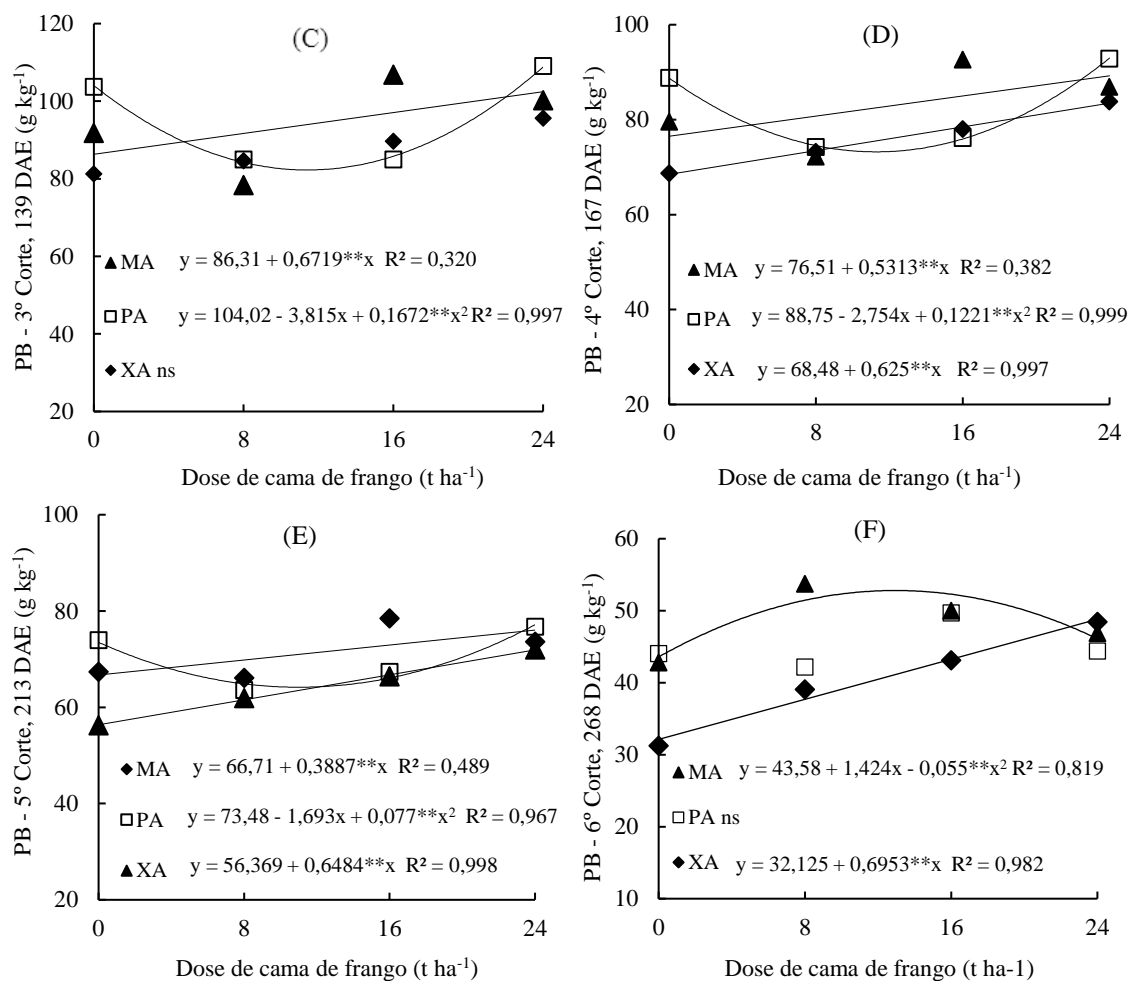 (C)
PB - 3º Corte, 139 DAE (g kg⁻¹)
120
100
80
60
40
20
MA y = 86,31 + 0,6719**x R² = 0,320
PA y = 104,02 - 3,815x + 0,1672**x² R² = 0,997
XA ns
0 8 16 24
Dose de cama de frango (t ha⁻¹)
(D)
PB - 4º Corte, 167 DAE (g kg⁻¹)
100
80
60
40
20
MA y = 76,51 + 0,5313**x R² = 0,382
PA y = 88,75 - 2,754x + 0,1221**x² R² = 0,999
XA y = 68,48 + 0,625**x R² = 0,997
0 8 16 24
Dose de cama de frango (t ha⁻¹)
(E)
PB - 5º Corte, 213 DAE (g kg⁻¹)
100
80
60
40
20
MA y = 66,71 + 0,3887**x R² = 0,489
PA y = 73,48 - 1,693x + 0,077**x² R² = 0,967
XA y = 56,369 + 0,6484**x R² = 0,998
0 8 16 24
Dose de cama de frango (t ha⁻¹)
(F)
PB - 6º Corte, 268 DAE (g kg⁻¹)
60
50
40
30
20
10
MA y = 43,58 + 1,424x - 0,055**x² R² = 0,819
PA ns
XA y = 32,125 + 0,6953**x R² = 0,982
0 8 16 24
Dose de cama de frango (t ha-1)